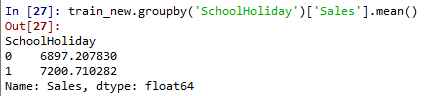 In [27]: train_new.groupby('SchoolHoliday')['Sales'].mean()
Out[27]:
SchoolHoliday
0    6897.207830
1    7200.710282
Name: Sales, dtype: float64